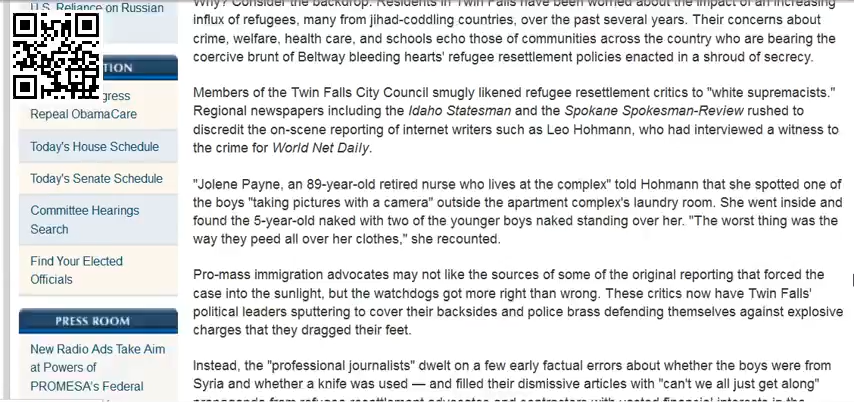 U.S. Reliance on Russian
TION
gress
Repeal ObamaCare
Today's House Schedule
Today's Senate Schedule
Committee Hearings
Search
Find Your Elected
Officials
PRESS ROOM
New Radio Ads Take Aim
at Powers of
PROMESA's Federal
Why? Consider the backdrop: Residents in Twin Falls have been worried about the impact of an increasing
influx of refugees, many from jihad-coddling countries, over the past several years. Their concerns about
crime, welfare, health care, and schools echo those of communities across the country who are bearing the
coercive brunt of Beltway bleeding hearts' refugee resettlement policies enacted in a shroud of secrecy.
Members of the Twin Falls City Council smugly likened refugee resettlement critics to "white supremacists."
Regional newspapers including the Idaho Statesman and the Spokane Spokesman-Review rushed to
discredit the on-scene reporting of internet writers such as Leo Hohmann, who had interviewed a witness to
the crime for World Net Daily.
"Jolene Payne, an 89-year-old retired nurse who lives at the complex" told Hohmann that she spotted one of
the boys "taking pictures with a camera" outside the apartment complex's laundry room. She went inside and
found the 5-year-old naked with two of the younger boys naked standing over her. "The worst thing was the
way they peed all over her clothes," she recounted.
Pro-mass immigration advocates may not like the sources of some of the original reporting that forced the
case into the sunlight, but the watchdogs got more right than wrong. These critics now have Twin Falls'
political leaders sputtering to cover their backsides and police brass defending themselves against explosive
charges that they dragged their feet.
Instead, the "professional journalists" dwelt on a few early factual errors about whether the boys were from
Syria and whether a knife was used — and filled their dismissive articles with "can't we all just get along"
propaganda from refugee resettlement advocates and contractors with vested financial interests in the